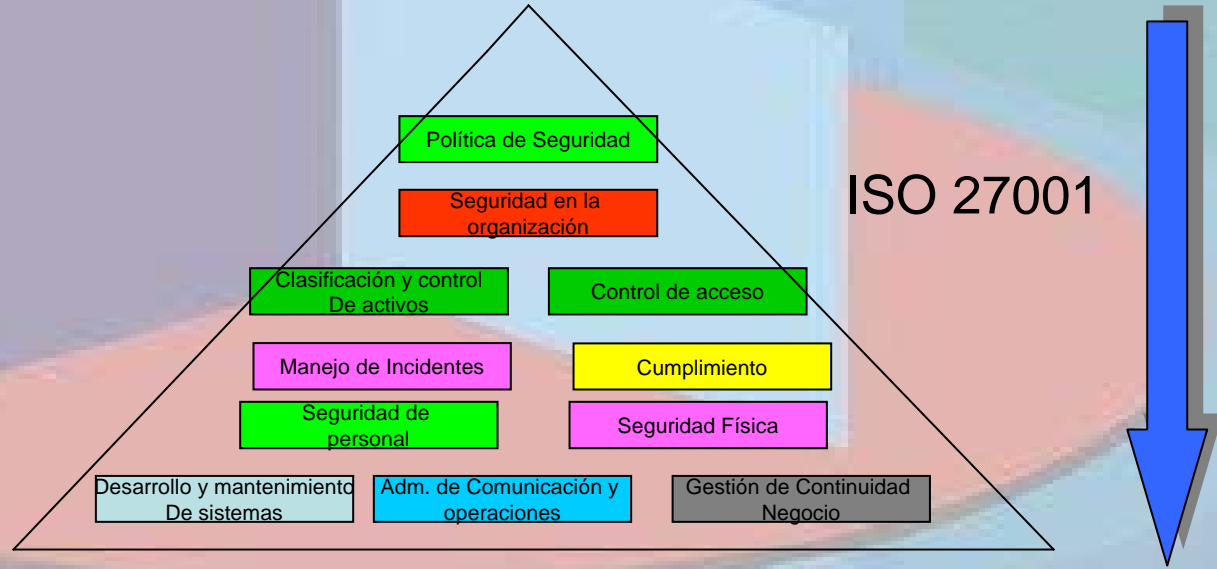 Política de Seguridad
ISO 27001
Seguridad en la
organización
Clasificación y control
De activos
Control de acceso
Manejo de Incidentes
Cumplimiento
Seguridad de
personal
Seguridad Física
Desarrollo y mantenimiento
De sistemas
Adm. de Comunicación y
operaciones
Gestión de Continuidad
Negocio